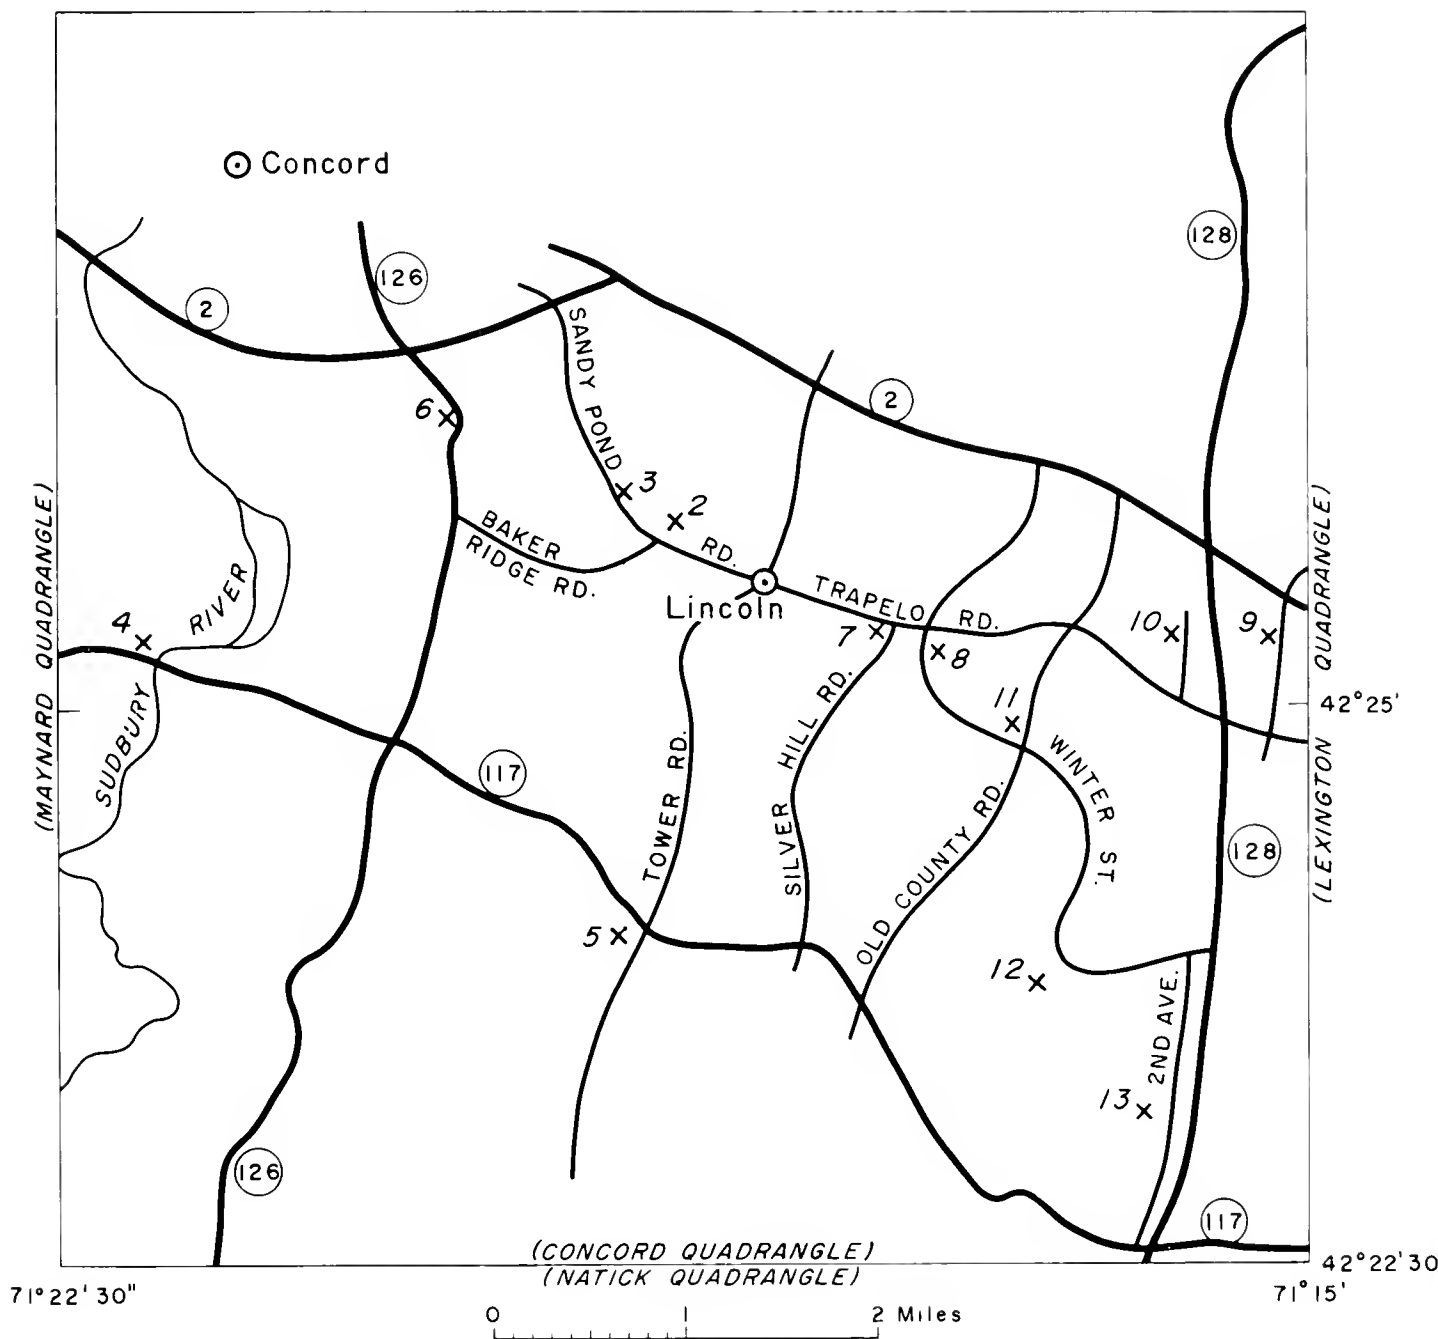 Concord
128
126
2
SANDY POND RD.
2
6
3
2
BAKER
RIDGE RD.
(MAYNARD QUADRANGLE)
SUDBURY RIVER
4
Lincoln
TRAPELO RD.
7
8
10
9
(LEXINGTON QUADRANGLE)
42°25'
11
117
TOWER RD.
SILVER HILL RD.
OLD COUNTY RD.
WINTER ST.
128
5
12
2ND AVE.
13
126
117
(CONCORD QUADRANGLE)
(NATICK QUADRANGLE)
42°22'30
71°22'30"
71°15'
0 1 2 Miles